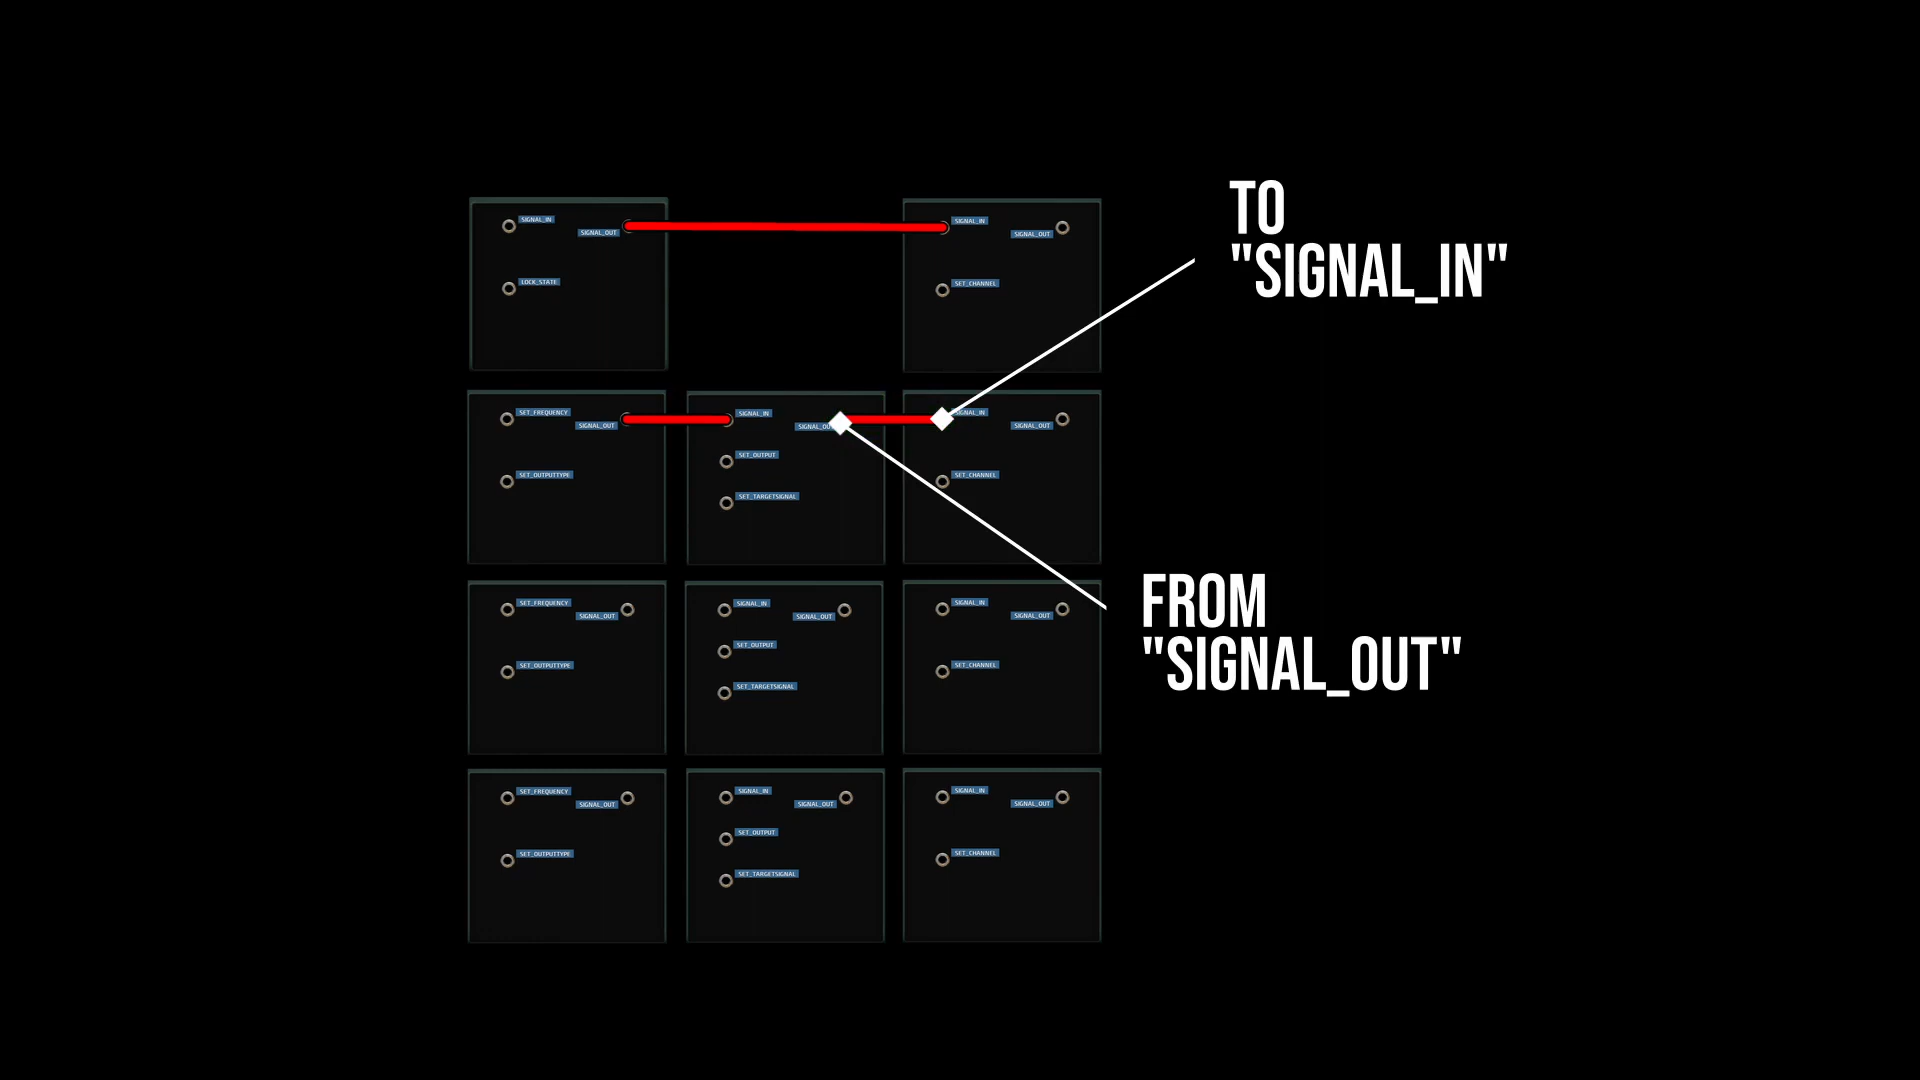 SIGNAL_IN
SIGNAL_OUT
LOCK_STATE
SIGNAL_IN
SIGNAL_OUT
SET_CHANNEL
TO
"SIGNAL_IN"
SET_FREQUENCY
SIGNAL_OUT
SET_OUTPUTTYPE
SIGNAL_IN
SIGNAL_OUT
SET_OUTPUT
SET_TARGETSIGNAL
SIGNAL_IN
SIGNAL_OUT
SET_CHANNEL
FROM
"SIGNAL_OUT"
SET_FREQUENCY
SIGNAL_OUT
SET_OUTPUTTYPE
SIGNAL_IN
SIGNAL_OUT
SET_OUTPUT
SET_TARGETSIGNAL
SIGNAL_IN
SIGNAL_OUT
SET_CHANNEL
SET_FREQUENCY
SIGNAL_OUT
SET_OUTPUTTYPE
SIGNAL_IN
SIGNAL_OUT
SET_OUTPUT
SET_TARGETSIGNAL
SIGNAL_IN
SIGNAL_OUT
SET_CHANNEL